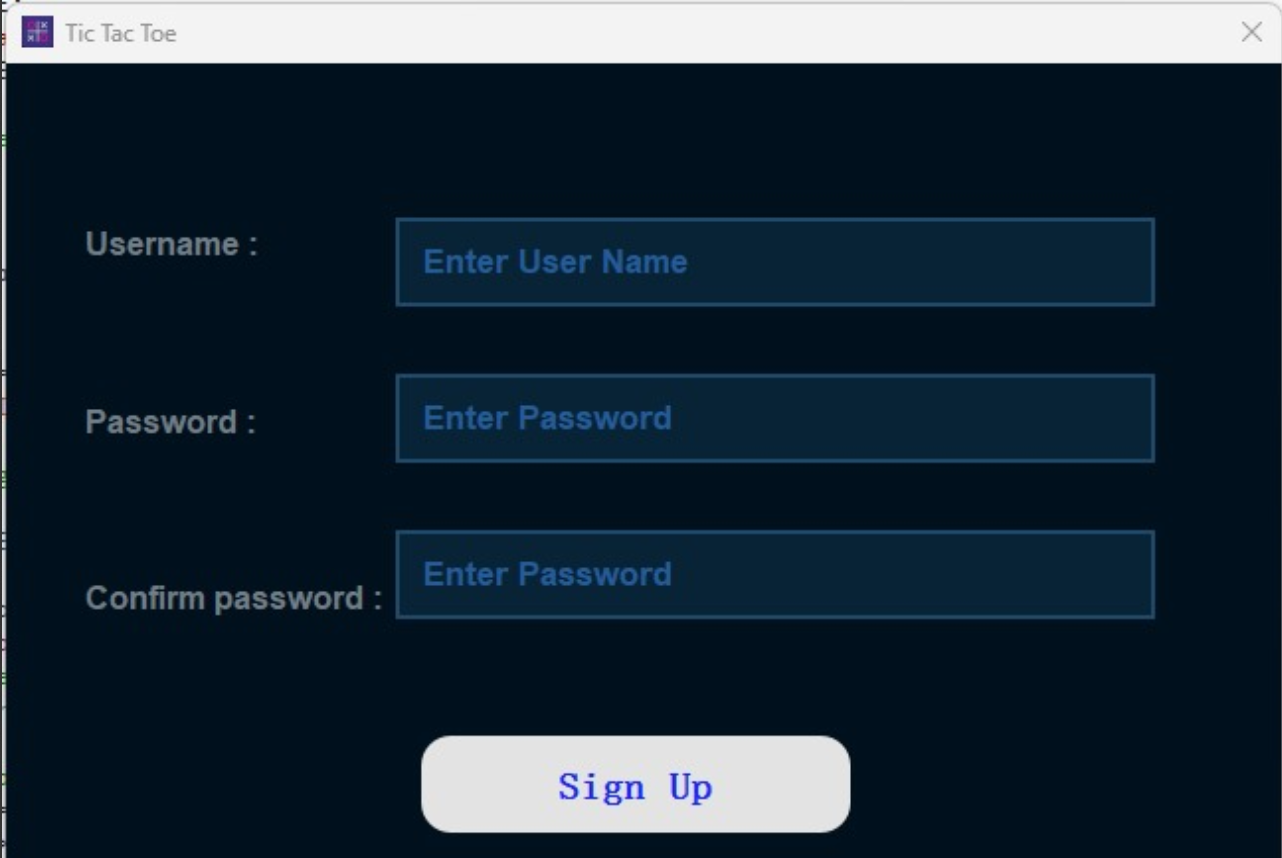 Tic Tac Toe
Username :
Enter User Name
Password :
Enter Password
Confirm password :
Enter Password
Sign Up